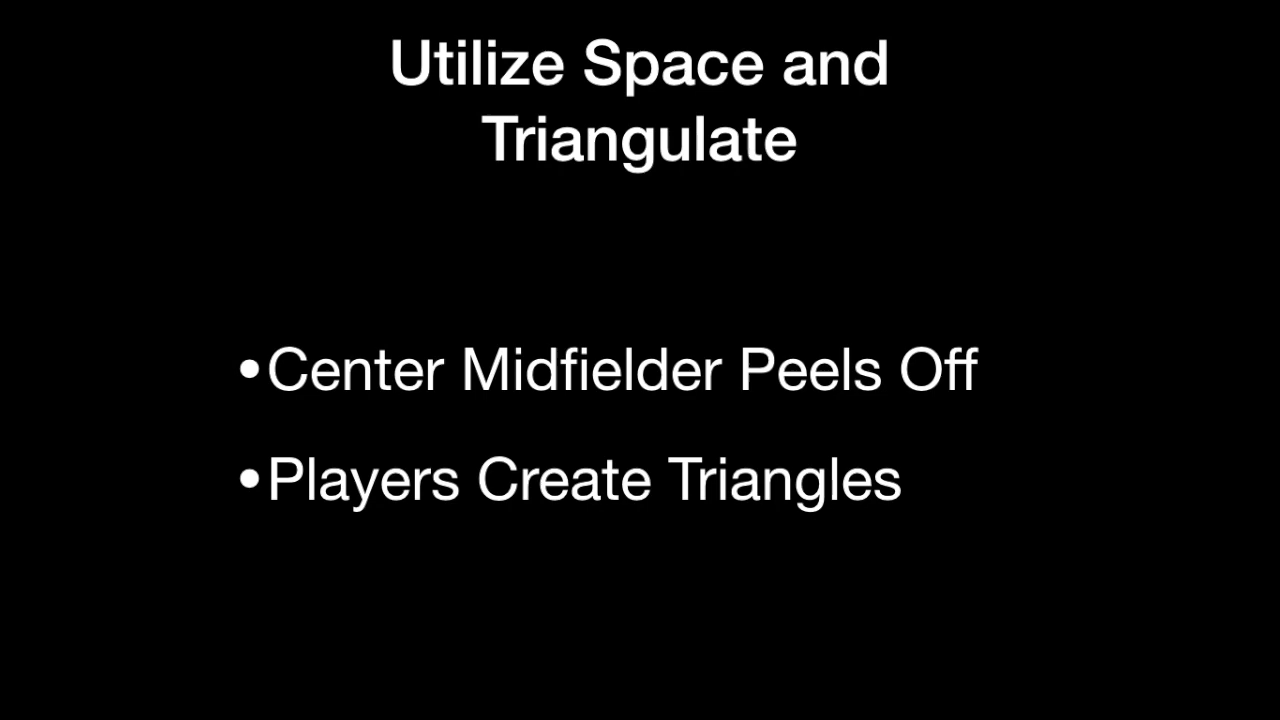 Utilize Space and
Triangulate
•Center Midfielder Peels Off
•Players Create Triangles